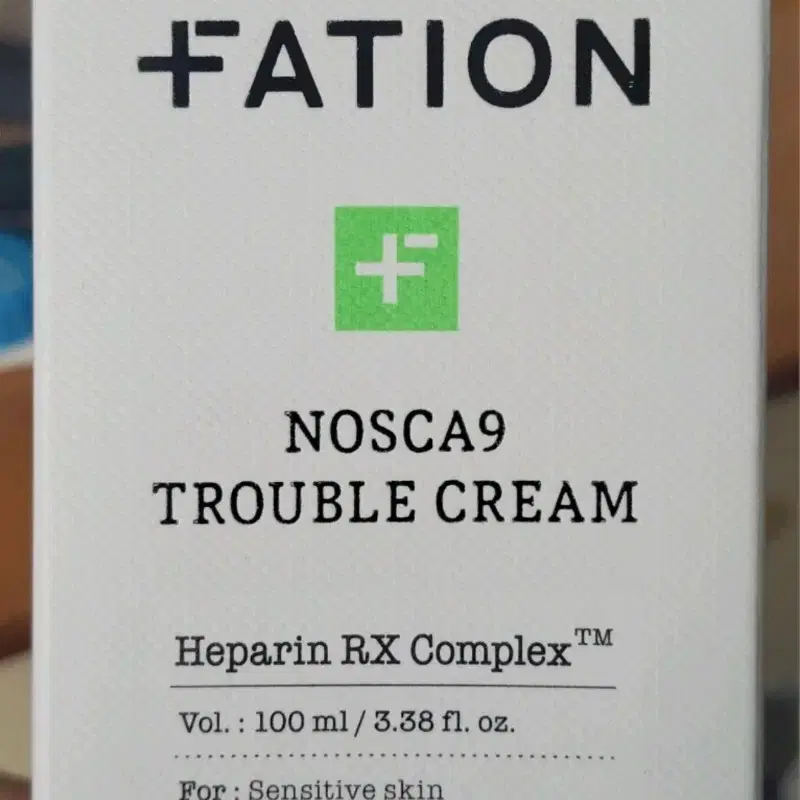 FATION
NOSCA9
TROUBLE CREAM
Heparin RX Complex™
Vol. : 100 ml / 3.38 fl. oz.
For : Sensitive skin